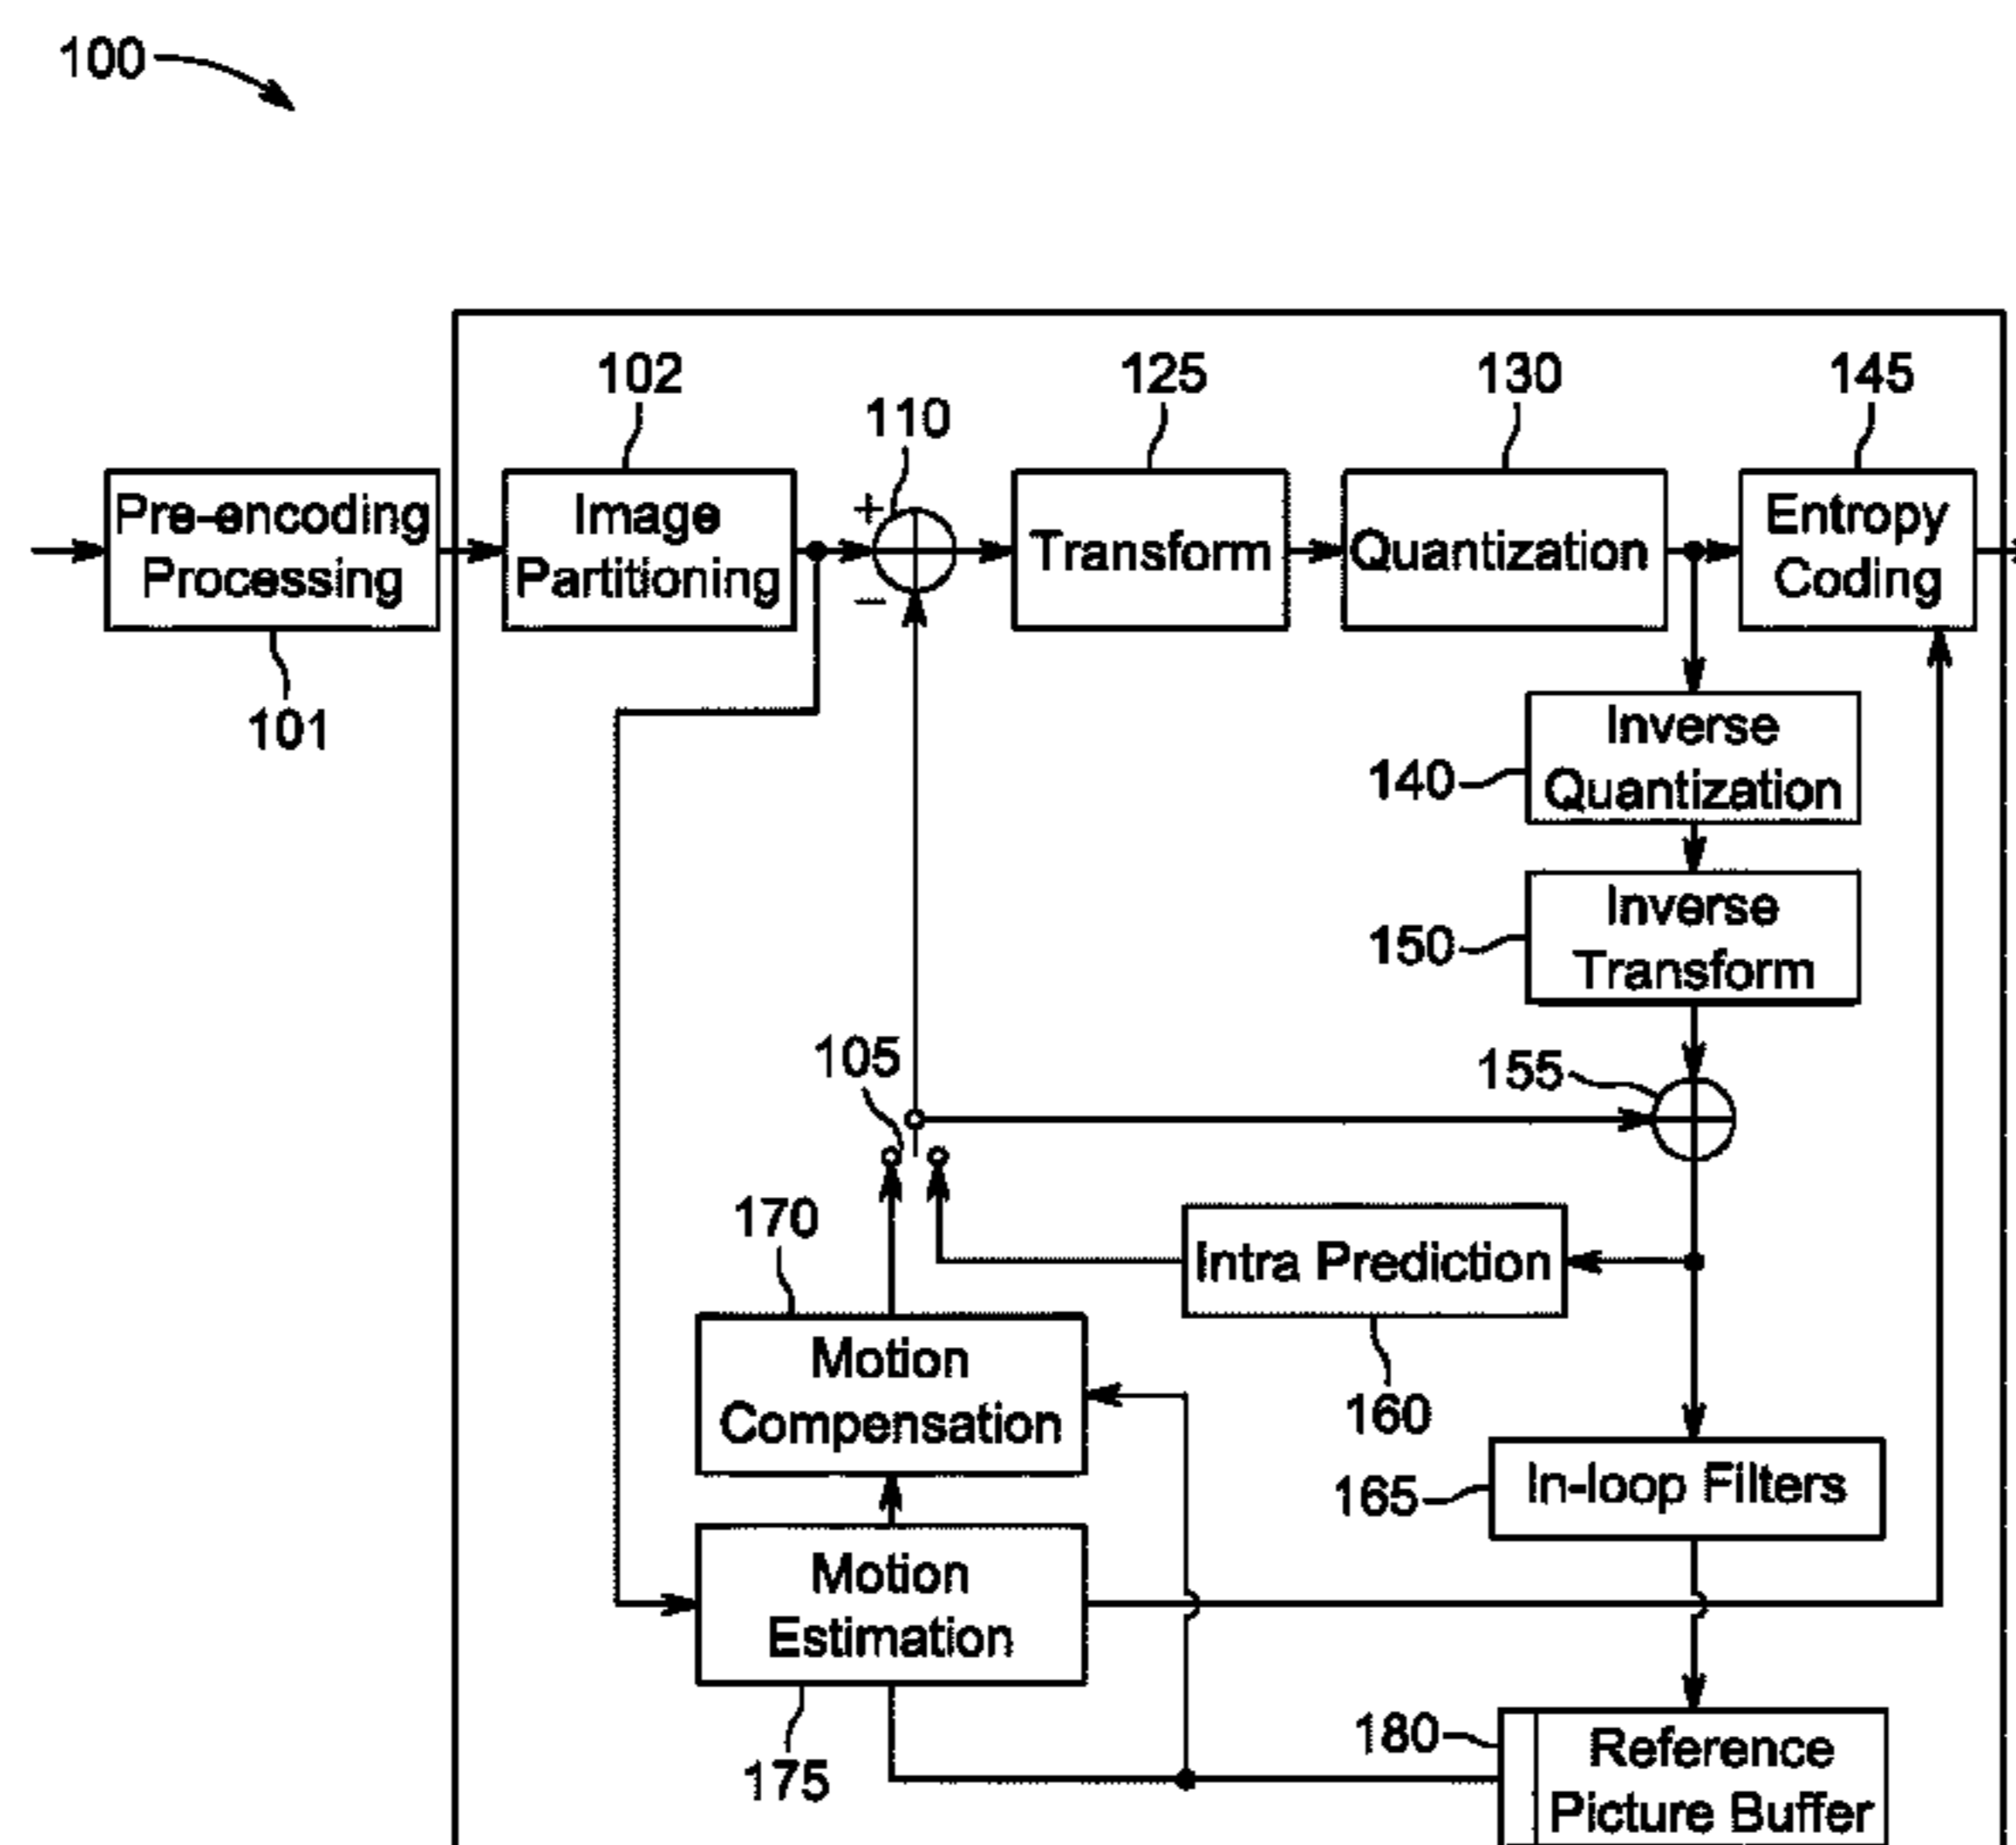 100
102
125
130
145
110
+
Pre-encoding
Processing
Image
Partitioning
Transform
Quantization
Entropy
Coding
−
101
Inverse
Quantization
140
Inverse
Transform
150
105
155
170
Intra Prediction
Motion
Compensation
160
In-loop Filters
165
Motion
Estimation
180
Reference
Picture Buffer
175